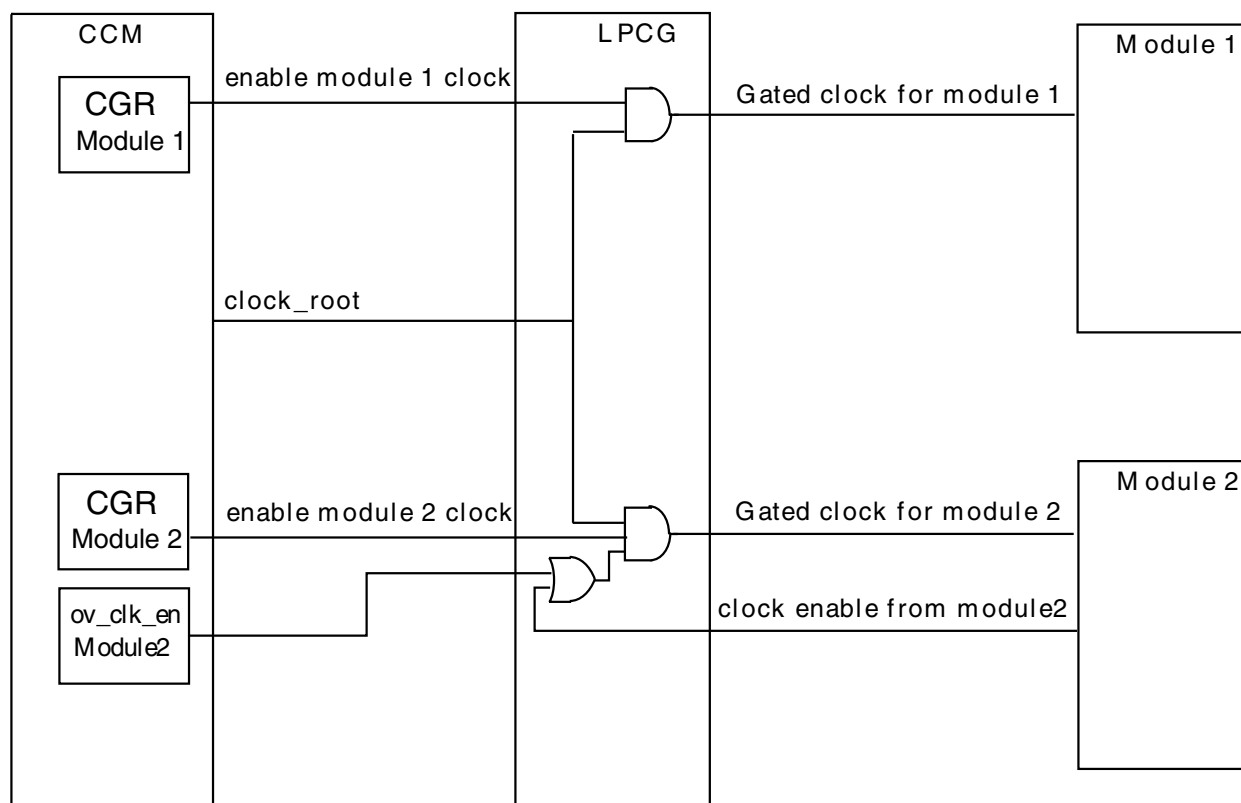 CCM
LPCG
Module 1
enable module 1 clock
CGR
Module 1
Gated clock for module 1
clock_root
Module 2
CGR
Module 2
enable module 2 clock
Gated clock for module 2
ov_clk_en
Module2
clock enable from module2